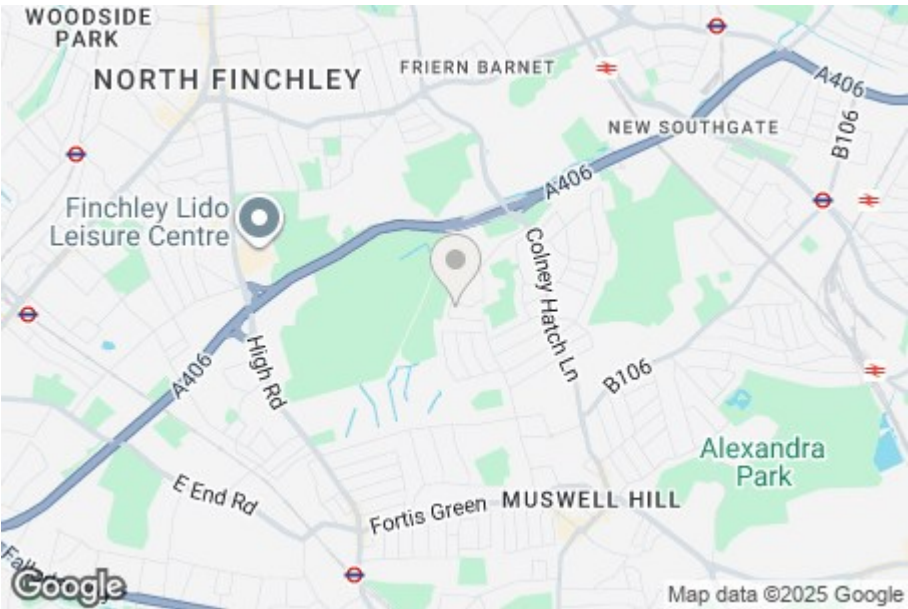 WOODSIDE
PARK
NORTH FINCHLEY
FRIERN BARNET
A406
B106
NEW SOUTHGATE
A406
Finchley Lido
Leisure Centre
Colney Hatch Ln
High Rd
A406
B106
Alexandra
Park
E End Rd
Fortis Green
MUSWELL HILL
Google
Map data ©2025 Google